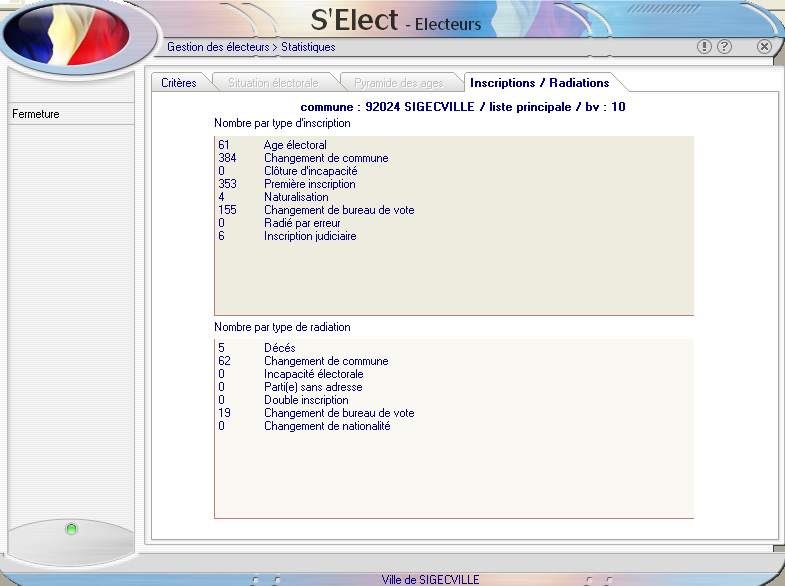 S'Elect - Electeurs
Gestion des électeurs > Statistiques
! ?
Fermeture
Critères Situation électorale Pyramide des ages Inscriptions / Radiations
commune : 92024 SIGECVILLE / liste principale / bv : 10
Nombre par type d'inscription
61 Age électoral
384 Changement de commune
0 Clôture d'incapacité
353 Première inscription
4 Naturalisation
155 Changement de bureau de vote
0 Radié par erreur
6 Inscription judiciaire
Nombre par type de radiation
5 Décés
62 Changement de commune
0 Incapacité électorale
0 Parti(e) sans adresse
0 Double inscription
19 Changement de bureau de vote
0 Changement de nationalité
Ville de SIGECVILLE